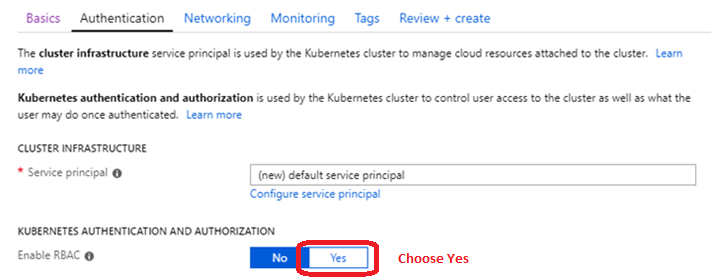 Basics Authentication Networking Monitoring Tags Review + create
The cluster infrastructure service principal is used by the Kubernetes cluster to manage cloud resources attached to the cluster. Learn
more
Kubernetes authentication and authorization is used by the Kubernetes cluster to control user access to the cluster as well as what the
user may do once authenticated. Learn more
CLUSTER INFRASTRUCTURE
* Service principal (new) default service principal
Configure service principal
KUBERNETES AUTHENTICATION AND AUTHORIZATION
Enable RBAC No Yes Choose Yes